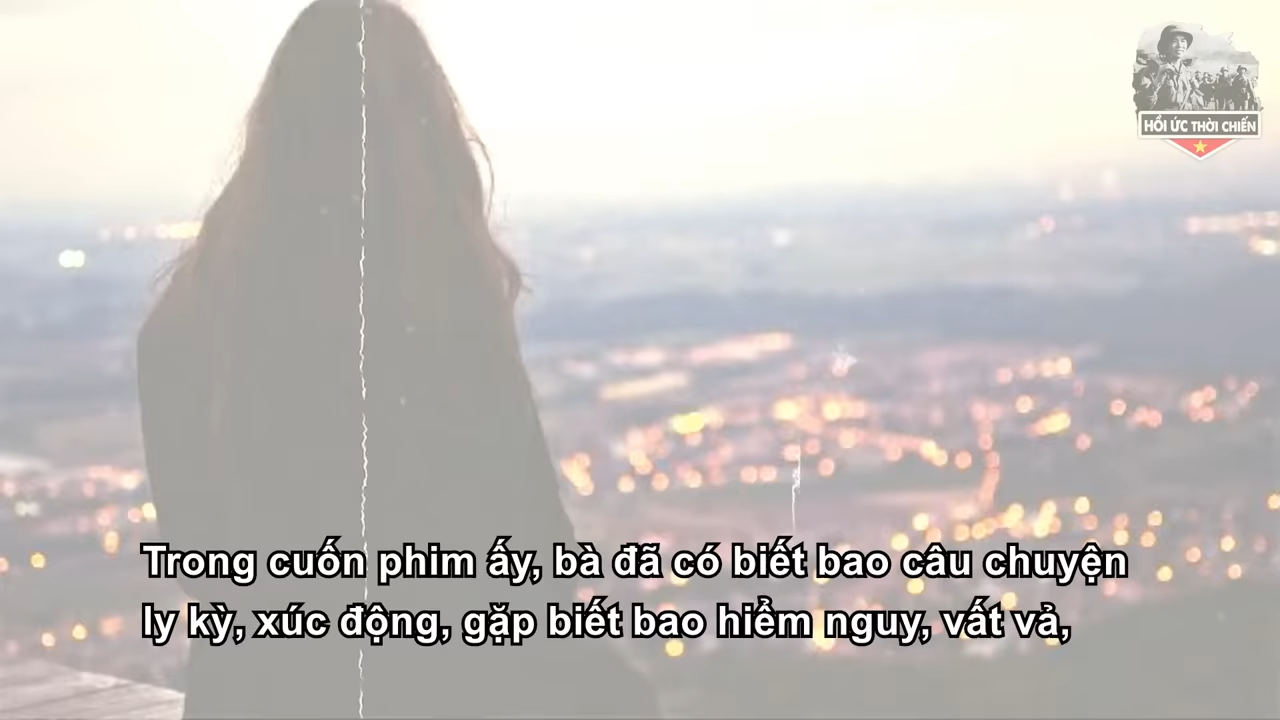 HỒI ỨC THỜI CHIẾN
Trong cuốn phim ấy, bà đã có biết bao câu chuyện
ly kỳ, xúc động, gặp biết bao hiểm nguy, vất vả,